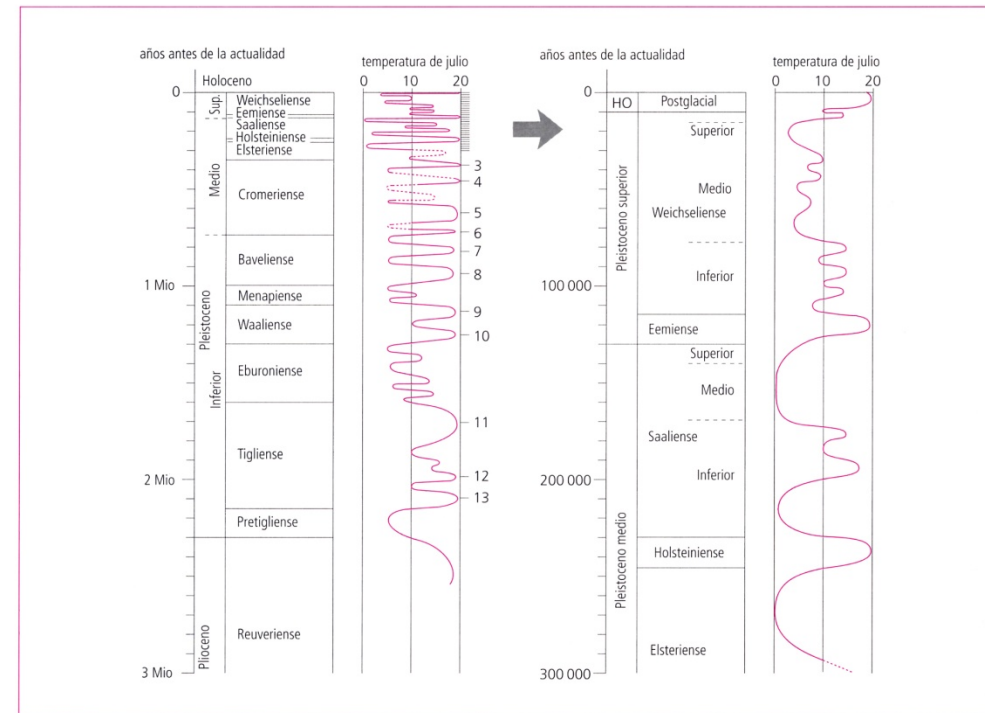 años antes de la actualidad
temperatura de julio
0 10 20
Holoceno
0
Sup.
Weichseliense
Eemiense
Saaliense
Holsteiniense
Elsteriense
Medio
Cromeriense
Baveliense
1 Mio
Menapiense
Waaliense
Pleistoceno
Inferior
Eburoniense
Tigliense
2 Mio
Pretigliense
Plioceno
Reuveriense
3 Mio
3
4
5
6
7
8
9
10
11
12
13
años antes de la actualidad
temperatura de julio
0 10 20
0
HO
Postglacial
Pleistoceno superior
Superior
Medio
Weichseliense
Inferior
100 000
Eemiense
Pleistoceno medio
Superior
Medio
Saaliense
Inferior
200 000
Holsteiniense
Elsteriense
300 000